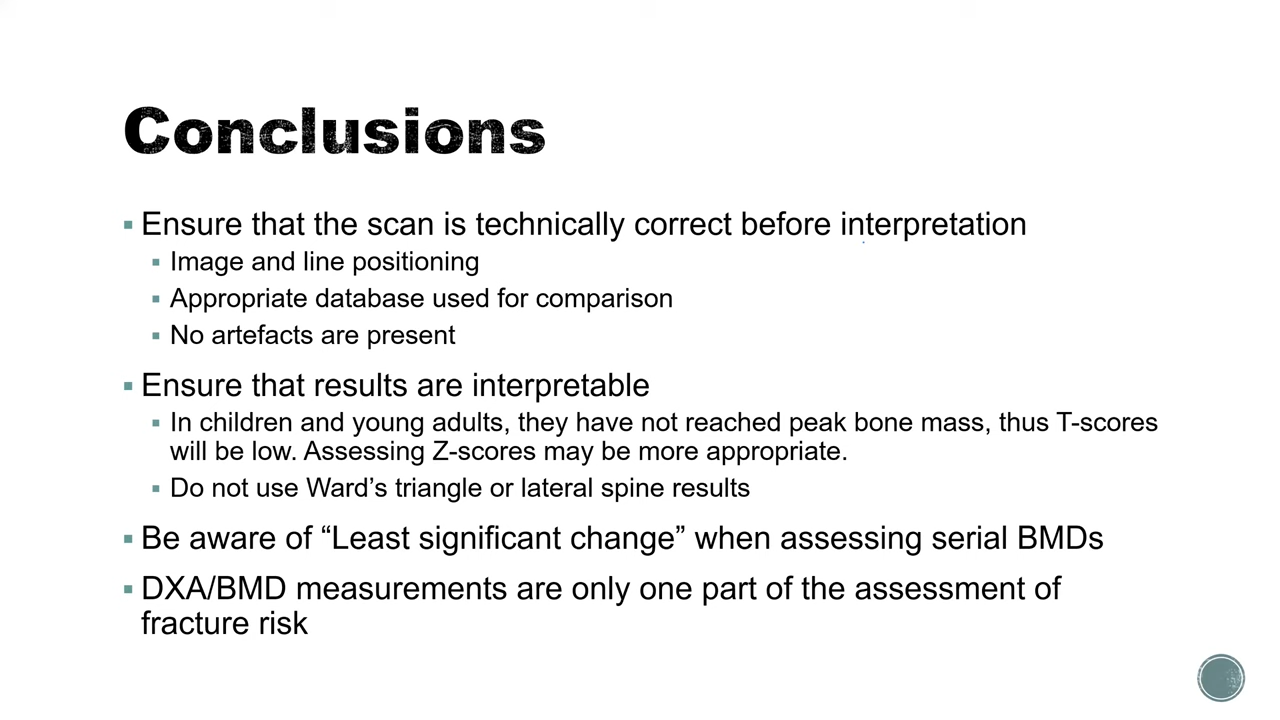 Conclusions
Ensure that the scan is technically correct before interpretation
Image and line positioning
Appropriate database used for comparison
No artefacts are present
Ensure that results are interpretable
In children and young adults, they have not reached peak bone mass, thus T-scores
will be low. Assessing Z-scores may be more appropriate.
Do not use Ward’s triangle or lateral spine results
Be aware of “Least significant change” when assessing serial BMDs
DXA/BMD measurements are only one part of the assessment of
fracture risk